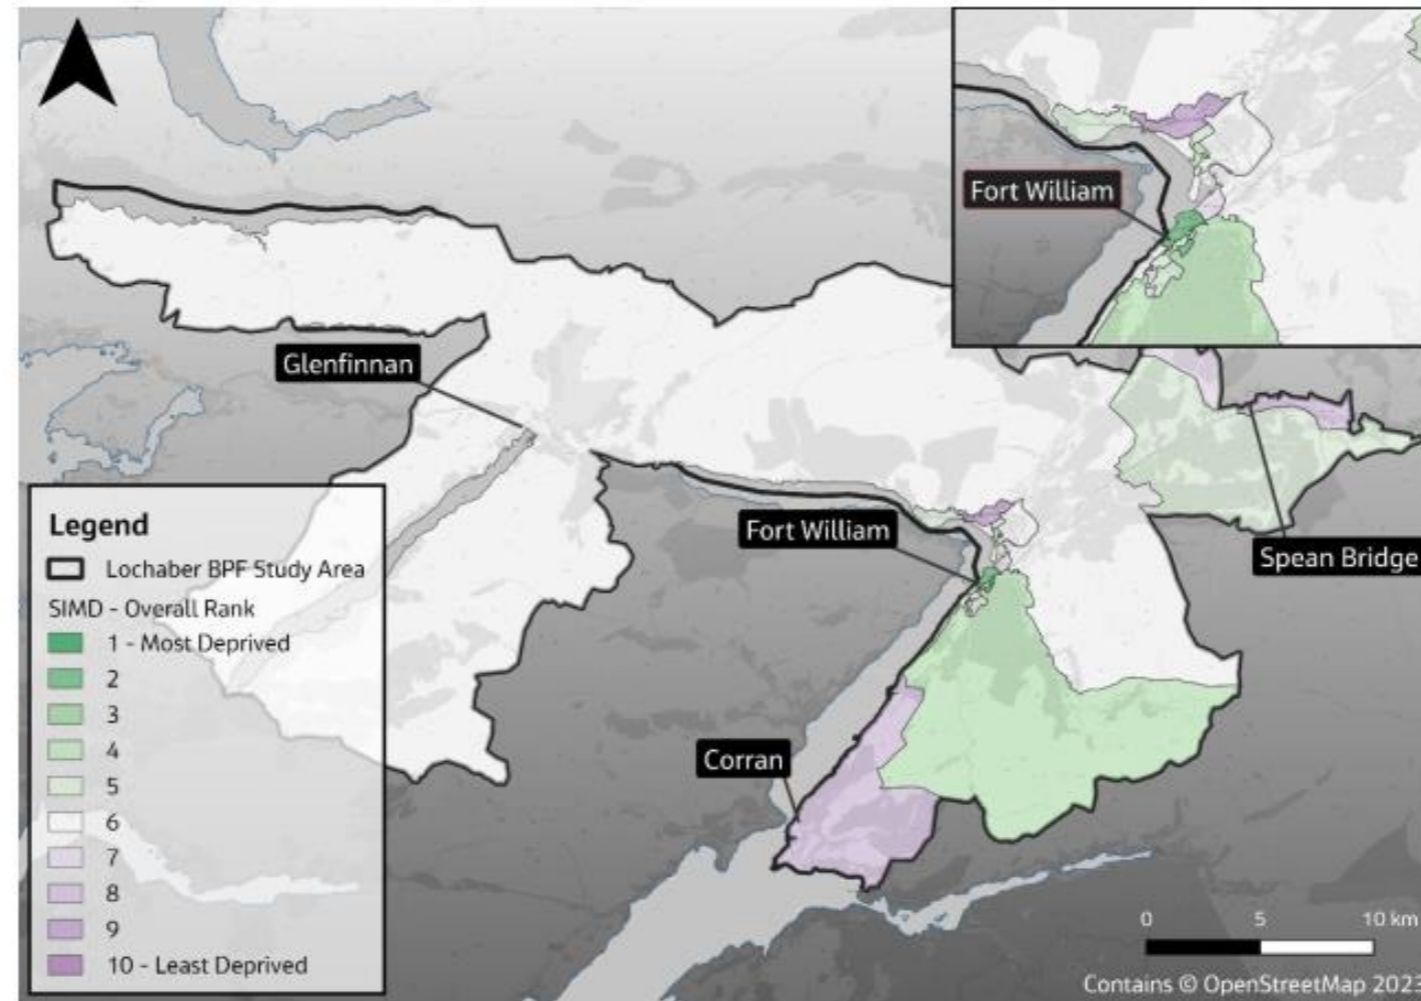 Fort William
Glenfinnan
Fort William
Spean Bridge
Corran
Legend
Lochaber BPF Study Area
SIMD - Overall Rank
1 - Most Deprived
2
3
4
5
6
7
8
9
10 - Least Deprived
0 5 10 km
Contains © OpenStreetMap 2023